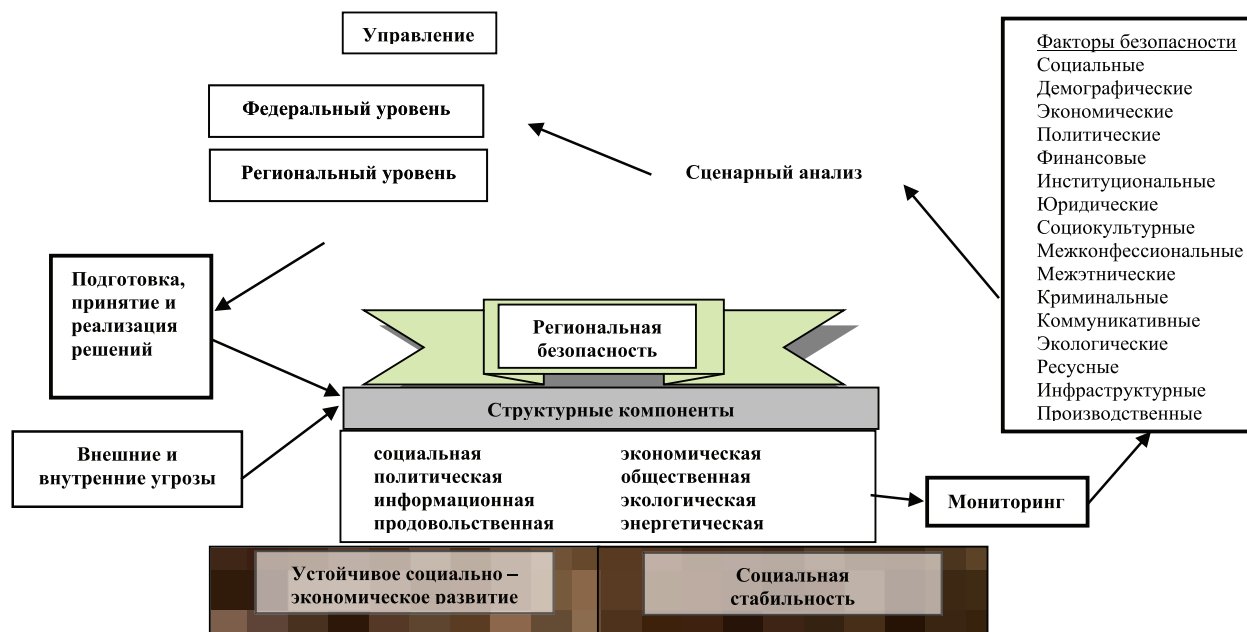 Управление
Федеральный уровень
Региональный уровень
Сценарный анализ
Факторы безопасности
Социальные
Демографические
Экономические
Политические
Финансовые
Институциональные
Юридические
Социокультурные
Межконфессиональные
Межэтнические
Криминальные
Коммуникативные
Экологические
Ресусные
Инфраструктурные
Производственные
Подготовка,
принятие и
реализация
решений
Региональная
безопасность
Структурные компоненты
Внешние и
внутренние угрозы
социальная экономическая
политическая общественная
информационная экологическая
продовольственная энергетическая
Мониторинг
Устойчивое социально –
экономическое развитие
Социальная
стабильность